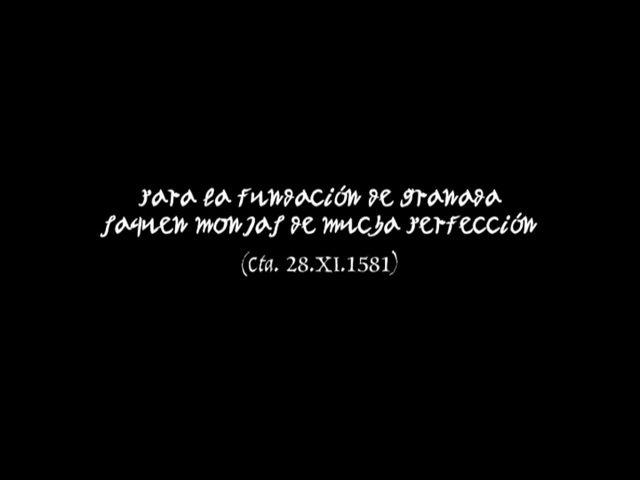 para la fundación de granada
saquen monjas de mucha perfección
(Cta. 28.XI.1581)